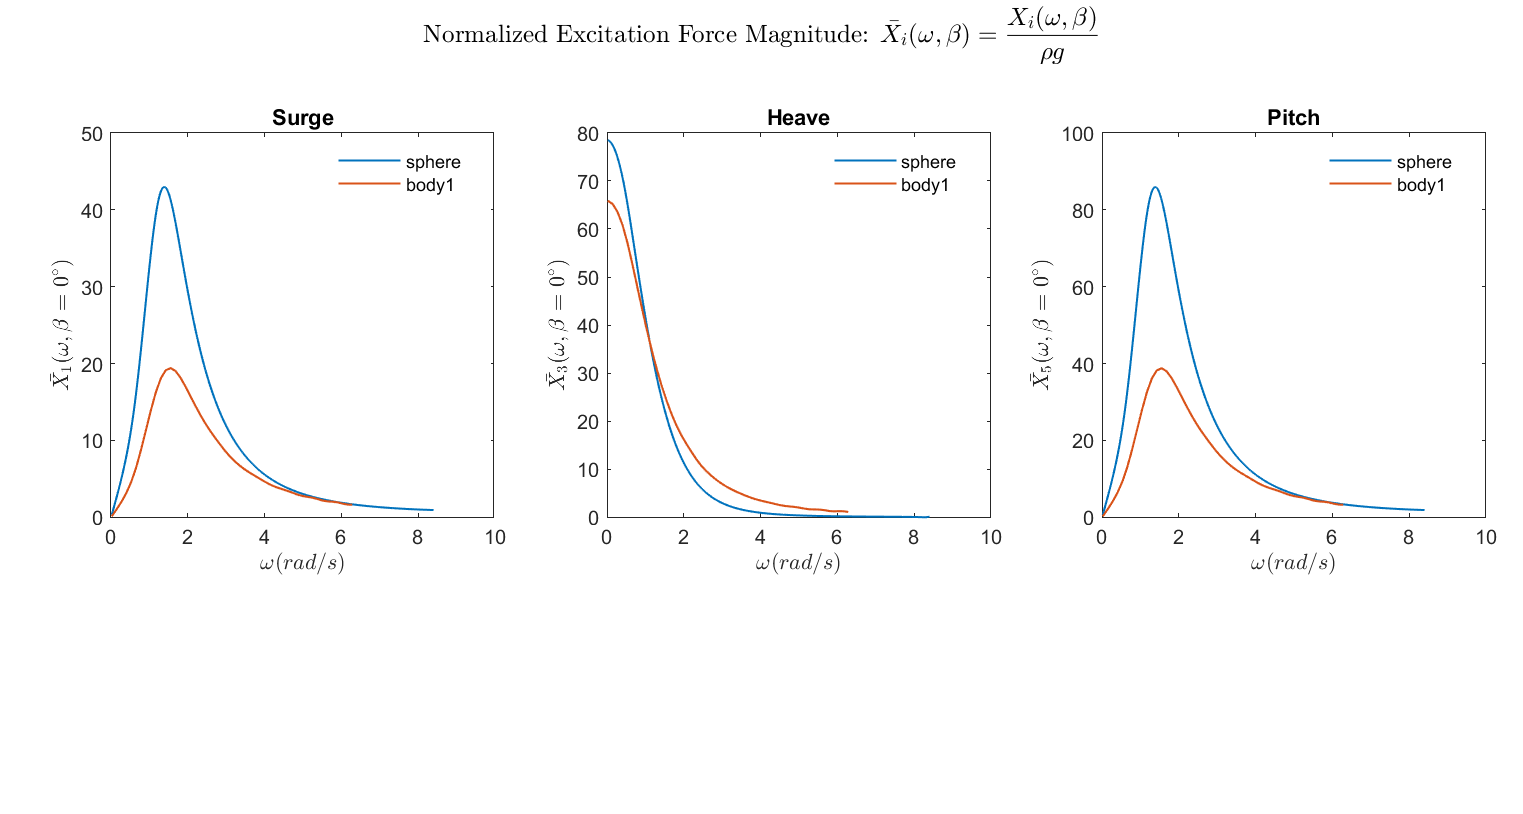 Normalized Excitation Force Magnitude: X̄ᵢ(ω, β) = Xᵢ(ω, β) / ρg
Surge
50
40
30
20
10
0
0 2 4 6 8 10
X̄₁(ω, β = 0°)
ω(rad/s)
sphere
body1
Heave
80
70
60
50
40
30
20
10
0
0 2 4 6 8 10
X̄₃(ω, β = 0°)
ω(rad/s)
sphere
body1
Pitch
100
80
60
40
20
0
0 2 4 6 8 10
X̄₅(ω, β = 0°)
ω(rad/s)
sphere
body1